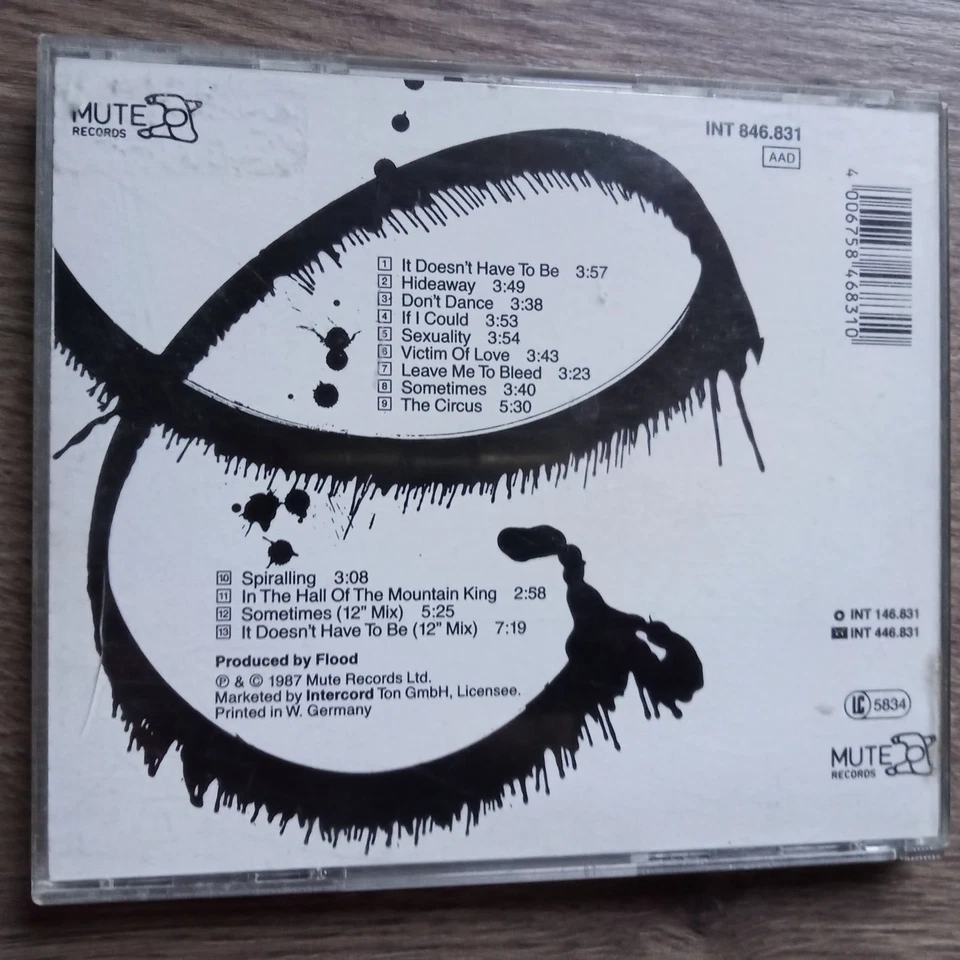 MUTE
RECORDS
INT 846.831
AAD
4 006758 468310
1 It Doesn't Have To Be 3:57
2 Hideaway 3:49
3 Don't Dance 3:38
4 If I Could 3:53
5 Sexuality 3:54
6 Victim Of Love 3:43
7 Leave Me To Bleed 3:23
8 Sometimes 3:40
9 The Circus 5:30
10 Spiralling 3:08
11 In The Hall Of The Mountain King 2:58
12 Sometimes (12" Mix) 5:25
13 It Doesn't Have To Be (12" Mix) 7:19
Produced by Flood
℗ & © 1987 Mute Records Ltd.
Marketed by Intercord Ton GmbH, Licensee.
Printed in W. Germany
INT 146.831
INT 446.831
LC 5834
MUTE
RECORDS